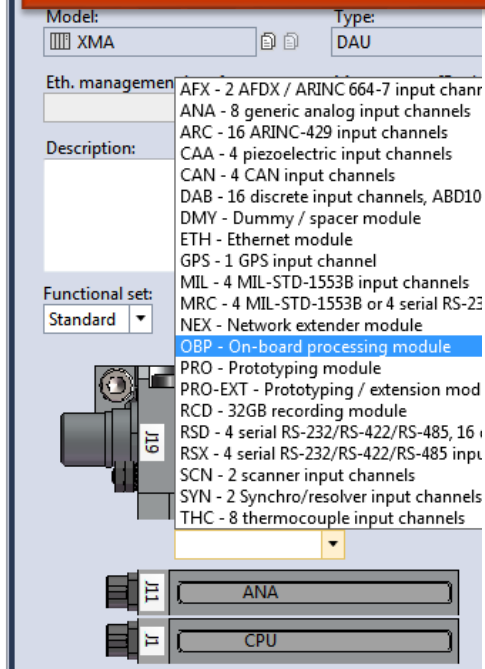 Model:
Type:
XMA
DAU
Eth. managemen
AFX - 2 AFDX / ARINC 664-7 input chann
ANA - 8 generic analog input channels
ARC - 16 ARINC-429 input channels
Description:
CAA - 4 piezoelectric input channels
CAN - 4 CAN input channels
DAB - 16 discrete input channels, ABD10
DMY - Dummy / spacer module
ETH - Ethernet module
GPS - 1 GPS input channel
MIL - 4 MIL-STD-1553B input channels
Functional set:
MRC - 4 MIL-STD-1553B or 4 serial RS-23
Standard
NEX - Network extender module
OBP - On-board processing module
PRO - Prototyping module
PRO-EXT - Prototyping / extension mod
RCD - 32GB recording module
RSD - 4 serial RS-232/RS-422/RS-485, 16
RSX - 4 serial RS-232/RS-422/RS-485 inpu
J19
SCN - 2 scanner input channels
SYN - 2 Synchro/resolver input channels
THC - 8 thermocouple input channels
J11
ANA
J1
CPU